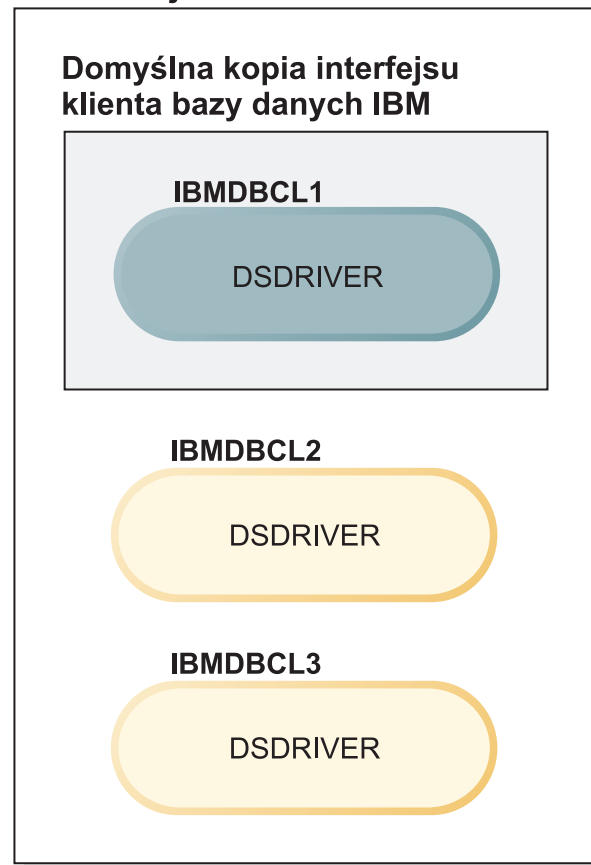 Domyślna kopia interfejsu
klienta bazy danych IBM
IBMDBCL1
DSDRIVER
IBMDBCL2
DSDRIVER
IBMDBCL3
DSDRIVER